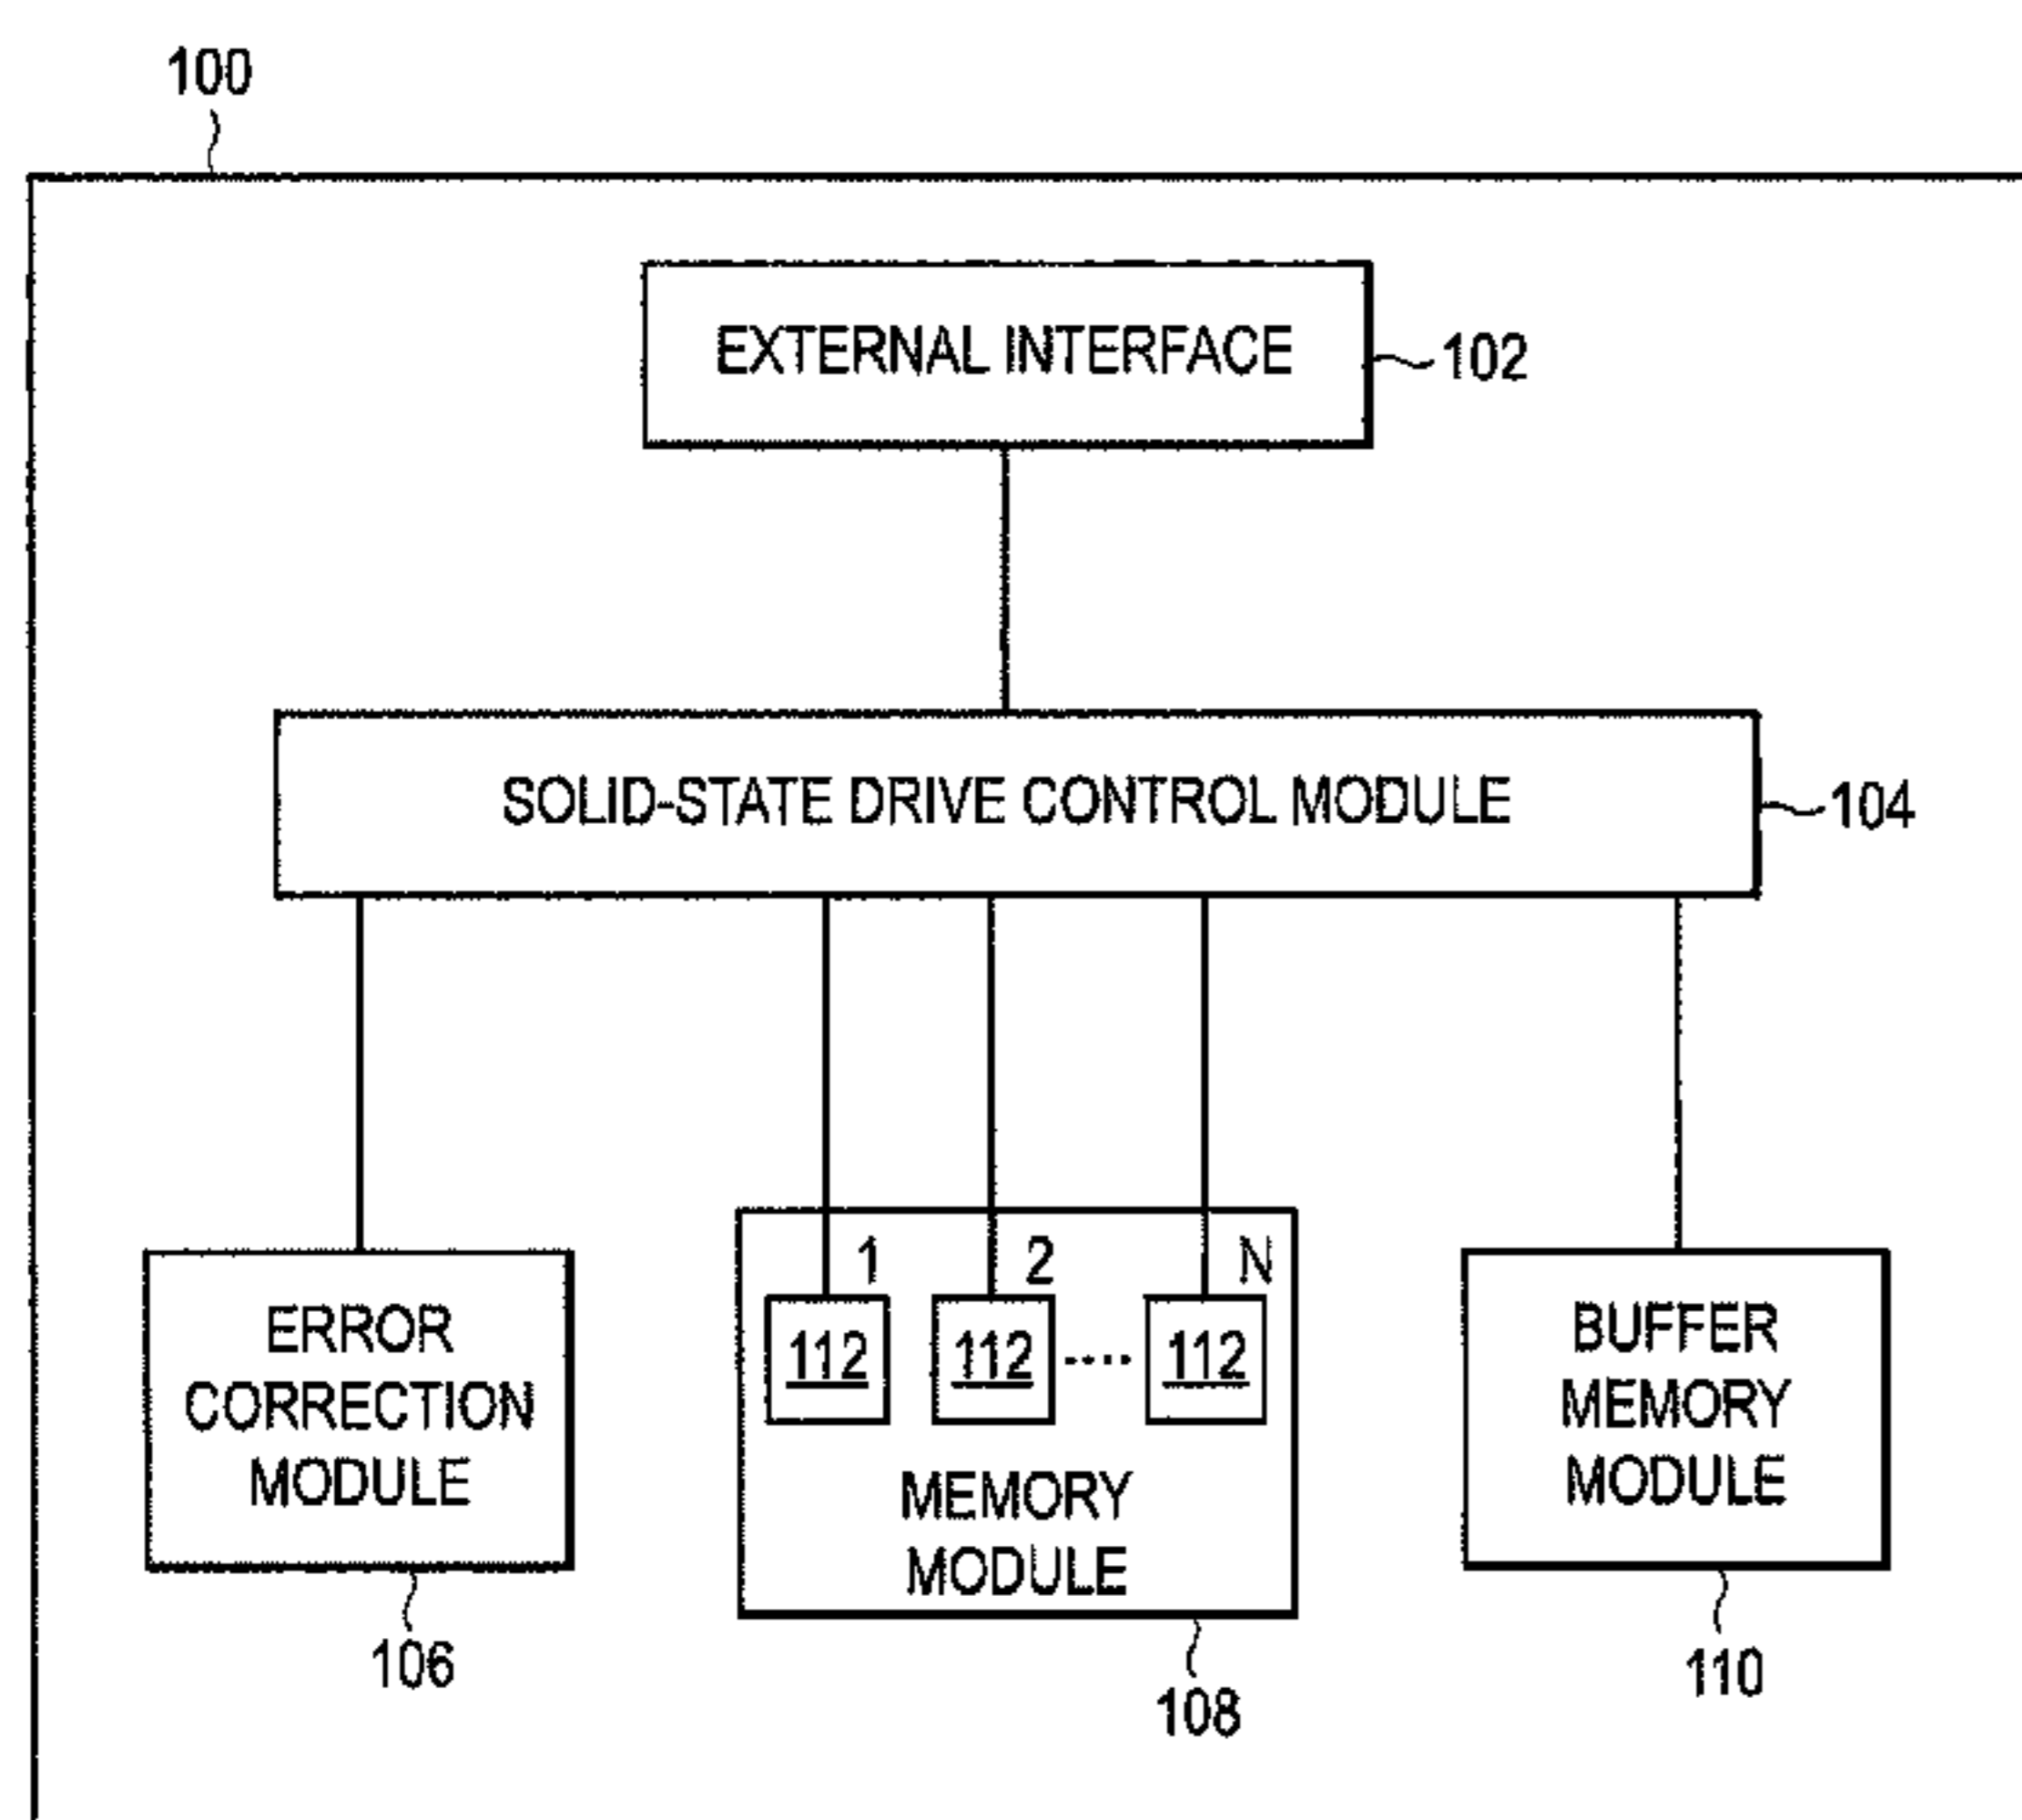 100
EXTERNAL INTERFACE
102
SOLID-STATE DRIVE CONTROL MODULE
104
ERROR
CORRECTION
MODULE
106
1 2 N
112 112 .... 112
MEMORY
MODULE
108
BUFFER
MEMORY
MODULE
110